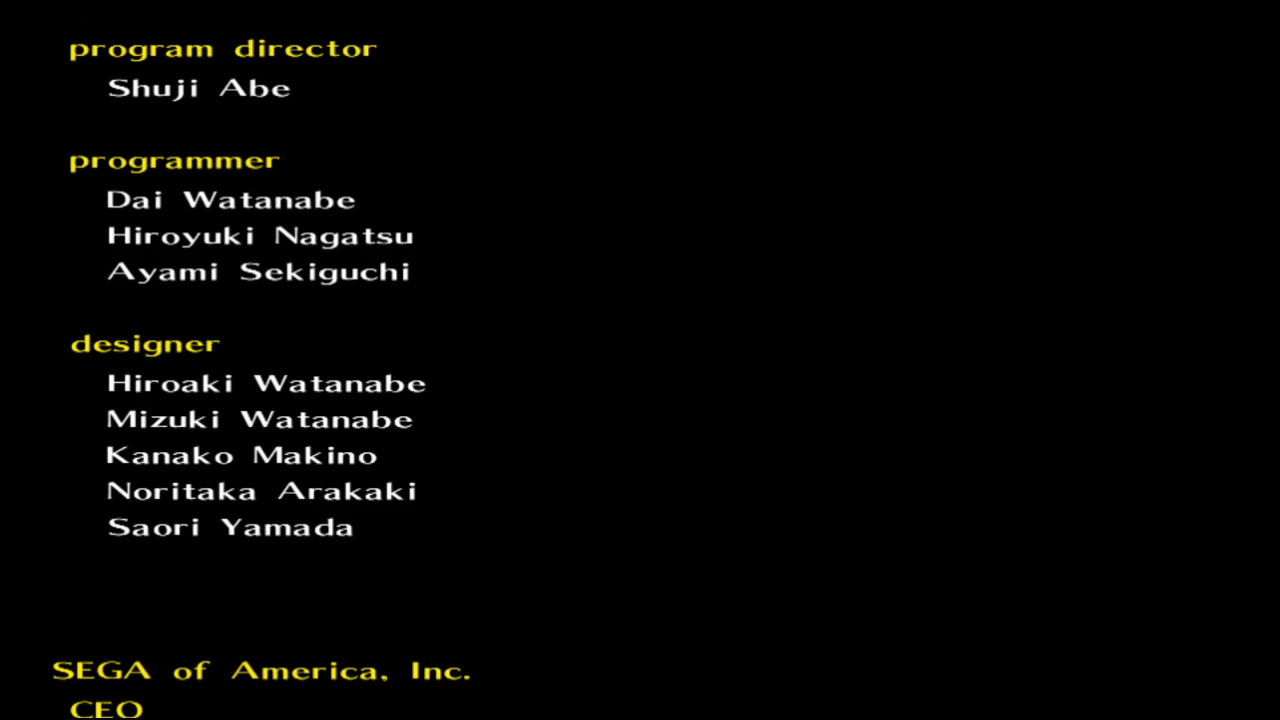 program director
Shuji Abe
programmer
Dai Watanabe
Hiroyuki Nagatsu
Ayami Sekiguchi
designer
Hiroaki Watanabe
Mizuki Watanabe
Kanako Makino
Noritaka Arakaki
Saori Yamada
SEGA of America, Inc.
CEO